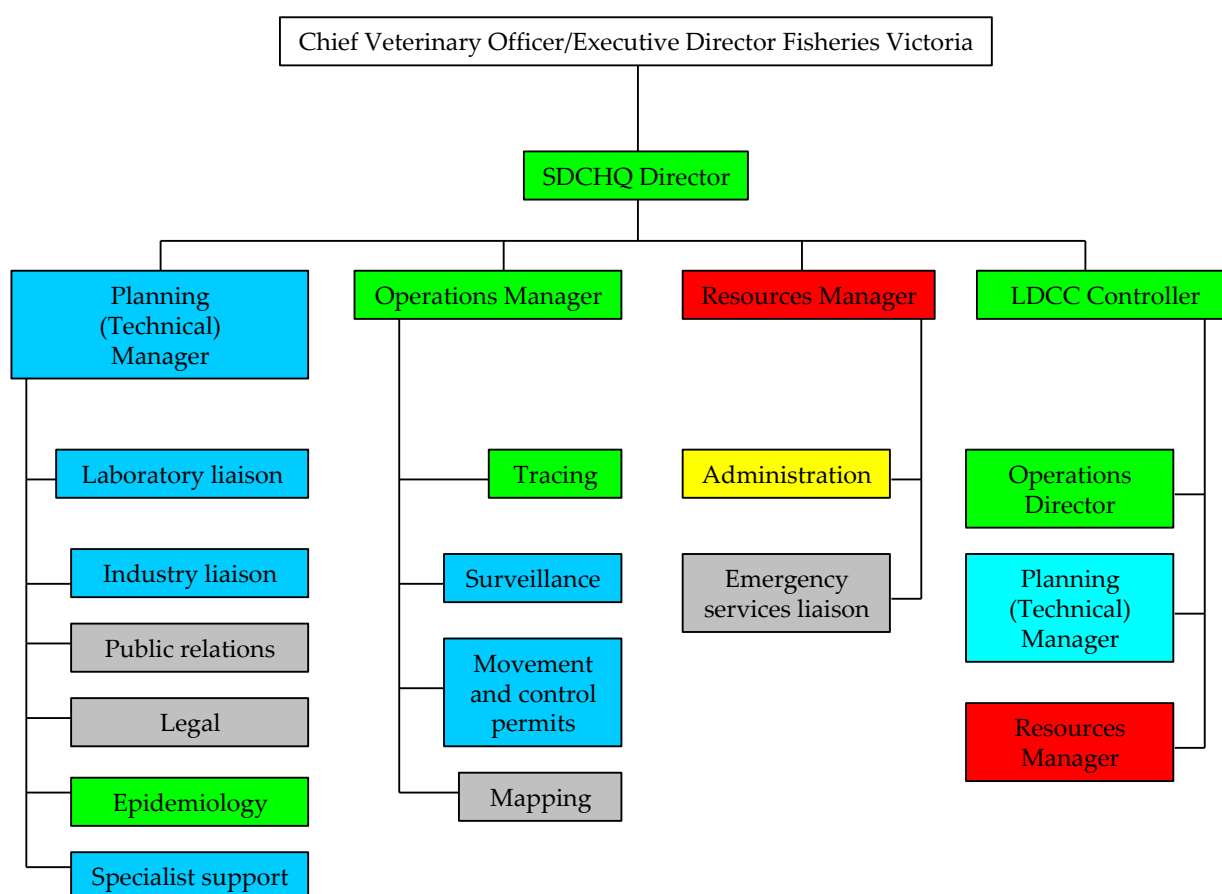 Chief Veterinary Officer/Executive Director Fisheries Victoria
SDCHQ Director
Planning
(Technical)
Manager
Laboratory liaison
Industry liaison
Public relations
Legal
Epidemiology
Specialist support
Operations Manager
Tracing
Surveillance
Movement
and control
permits
Mapping
Resources Manager
Administration
Emergency
services liaison
LDCC Controller
Operations
Director
Planning
(Technical)
Manager
Resources
Manager